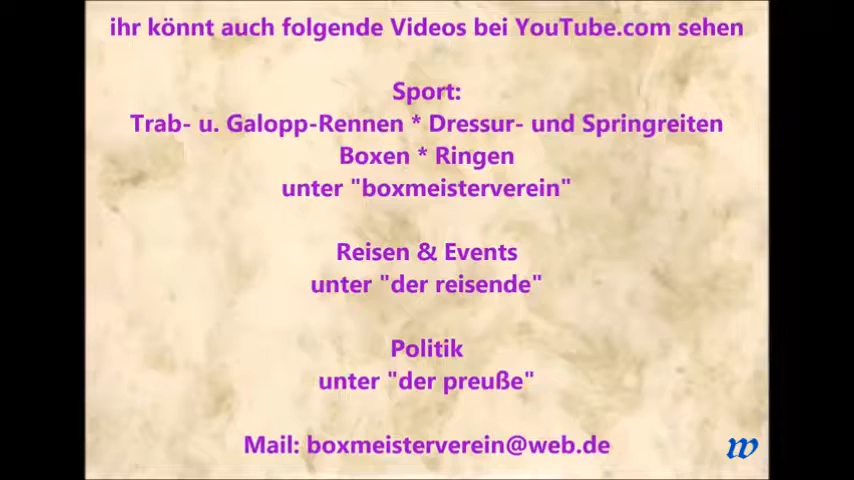 ihr könnt auch folgende Videos bei YouTube.com sehen
Sport:
Trab- u. Galopp-Rennen * Dressur- und Springreiten
Boxen * Ringen
unter "boxmeisterverein"
Reisen & Events
unter "der reisende"
Politik
unter "der preuße"
Mail: boxmeisterverein@web.de
w